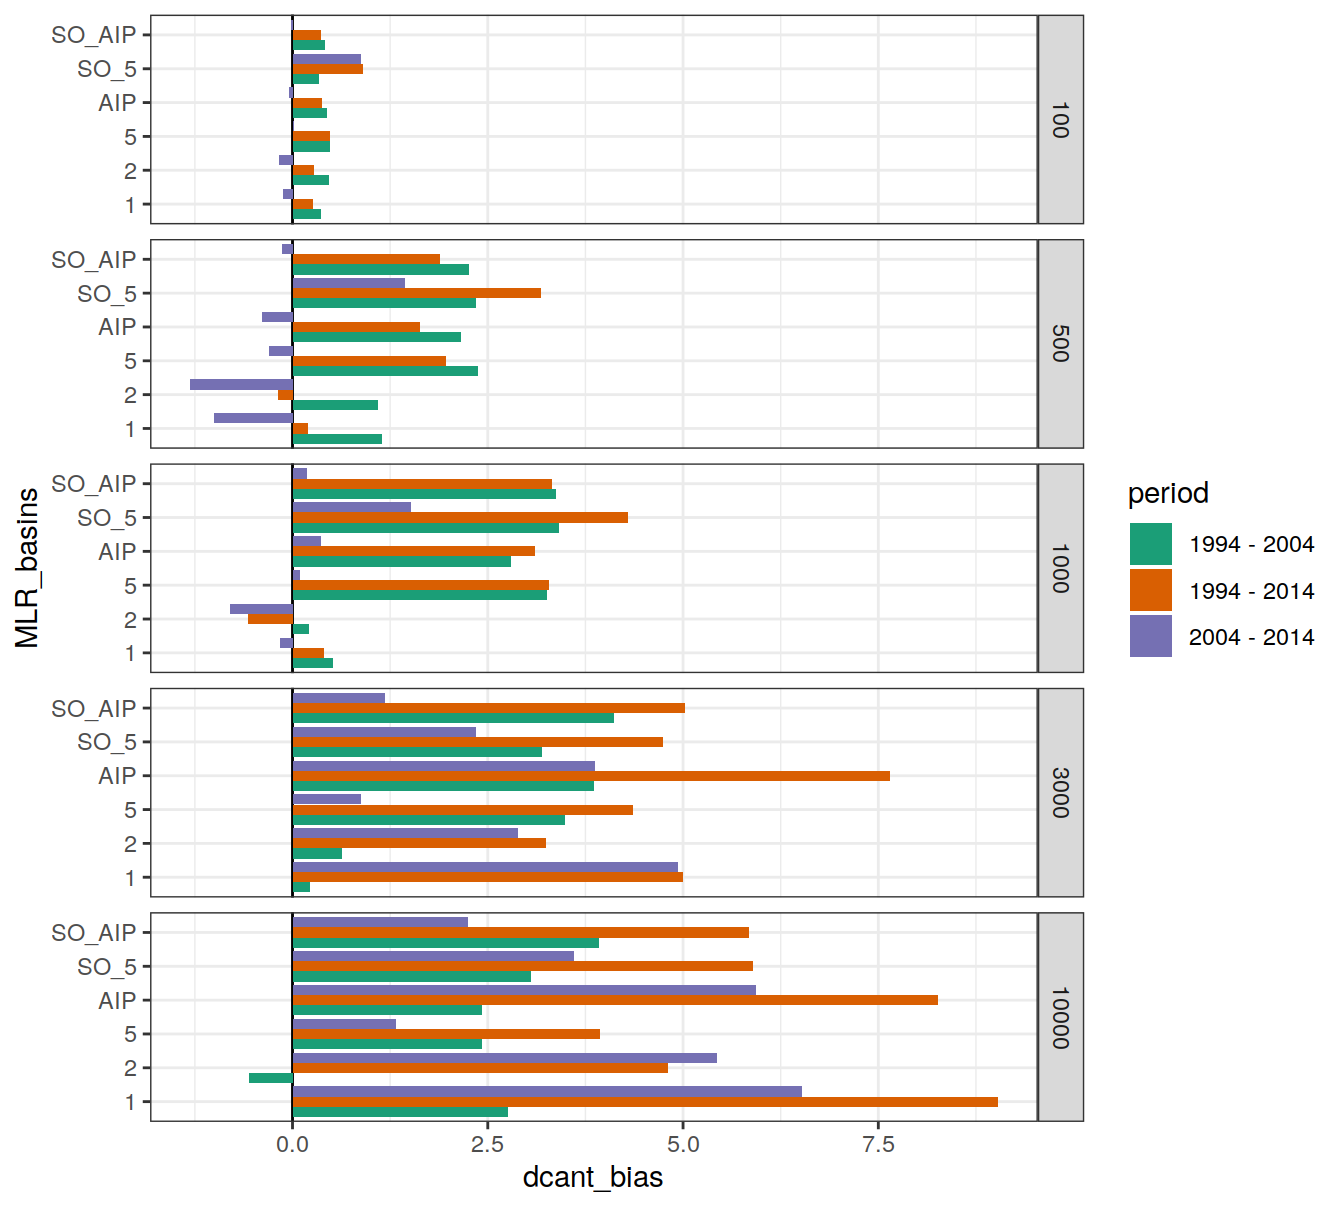 SO_AIP
SO_5
AIP
5
2
1
100
SO_AIP
SO_5
AIP
5
2
1
500
SO_AIP
SO_5
AIP
5
2
1
1000
SO_AIP
SO_5
AIP
5
2
1
3000
SO_AIP
SO_5
AIP
5
2
1
10000
0.0 2.5 5.0 7.5
dcant_bias
MLR_basins
period
1994 - 2004
1994 - 2014
2004 - 2014